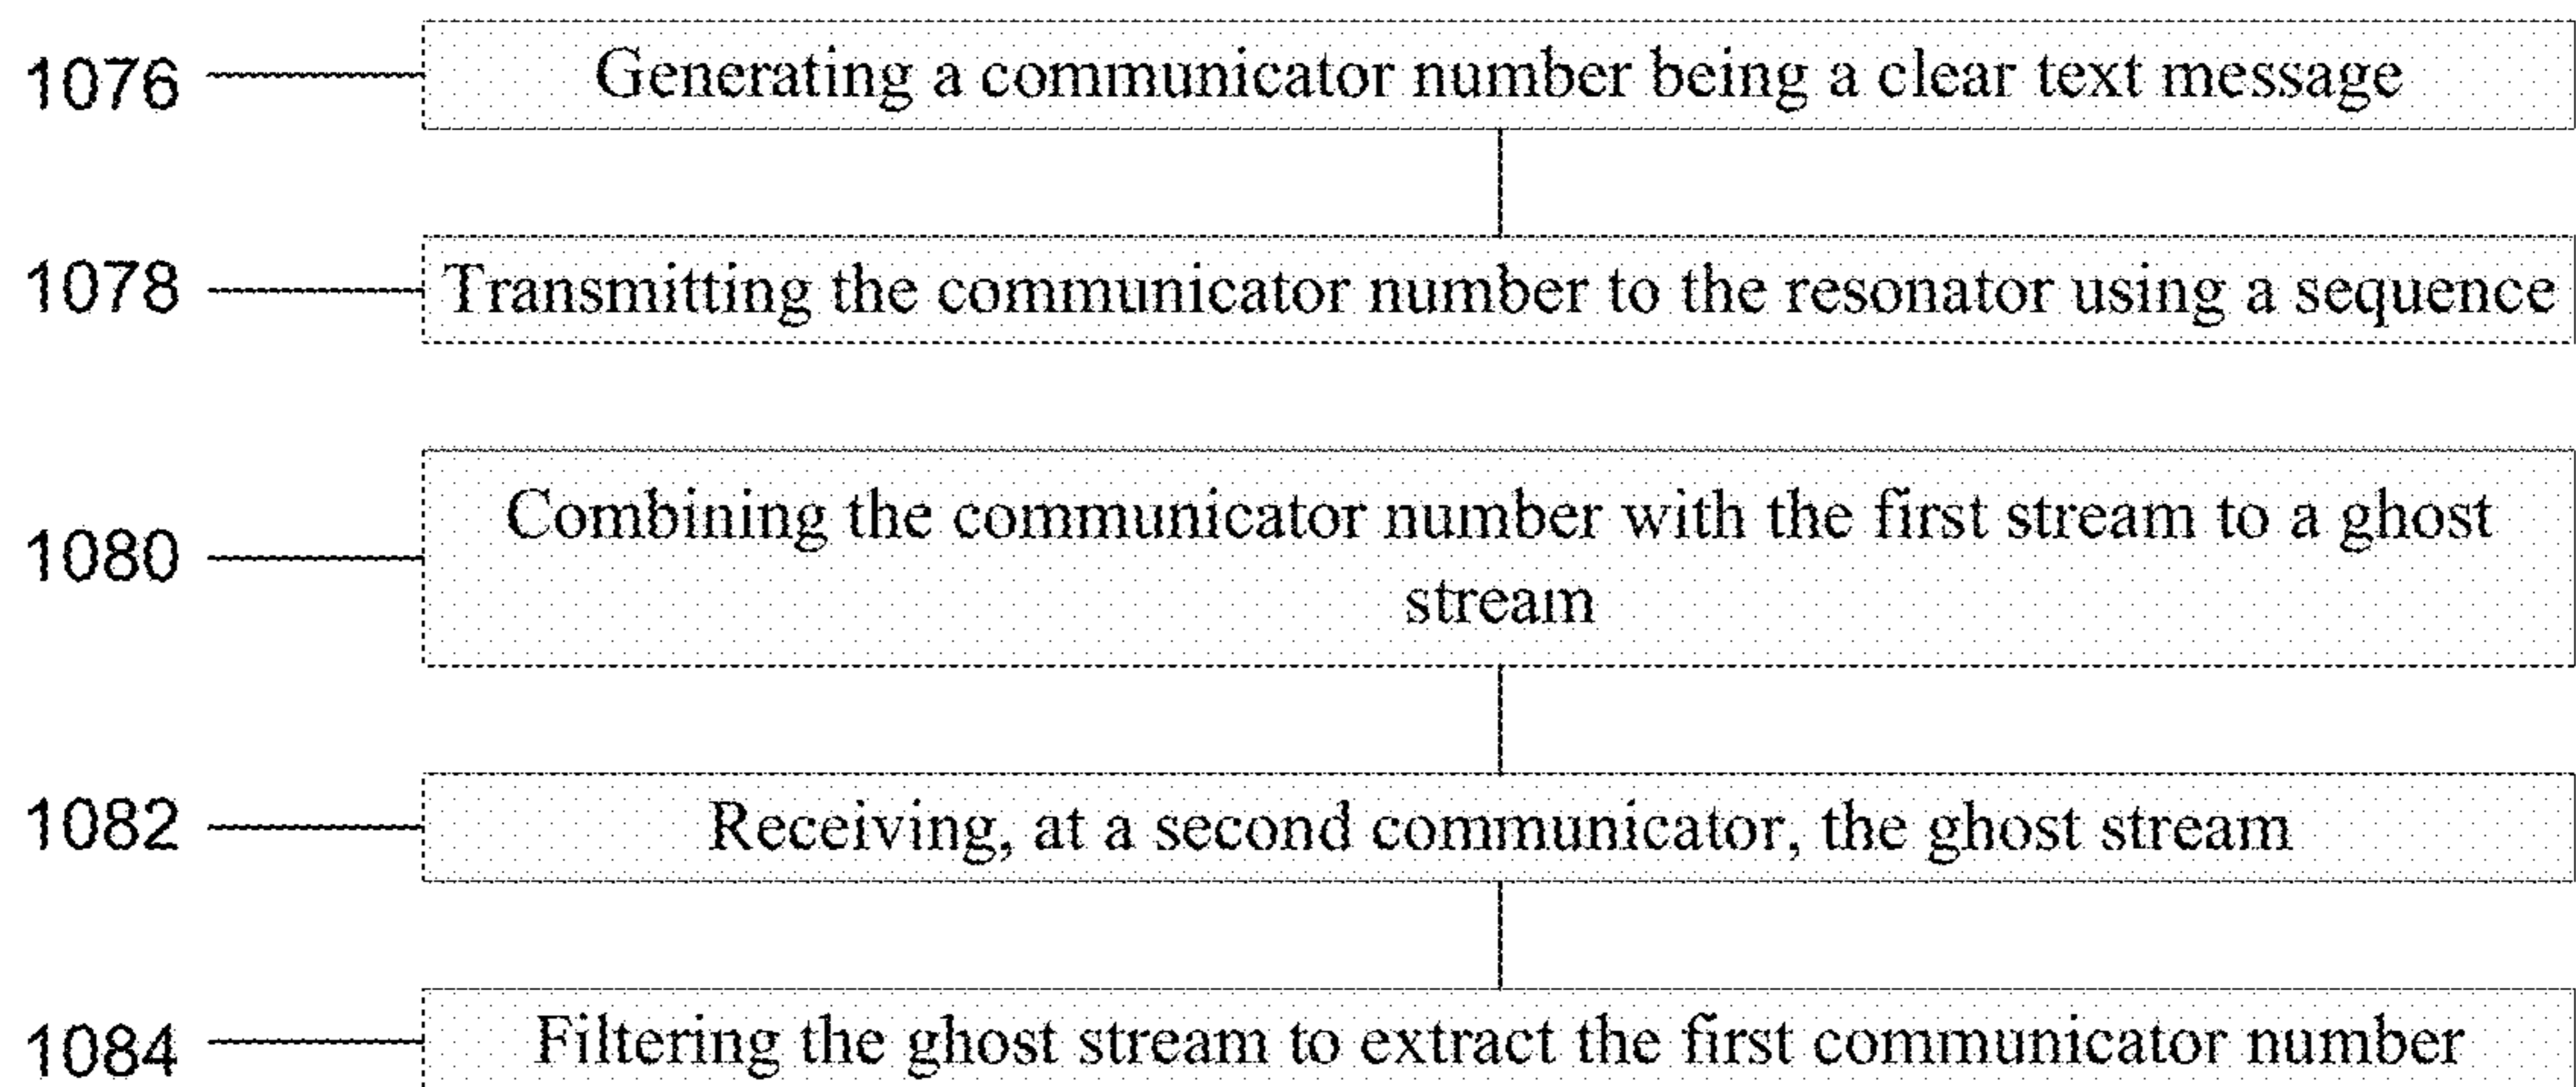 1076 Generating a communicator number being a clear text message
1078 Transmitting the communicator number to the resonator using a sequence
1080 Combining the communicator number with the first stream to a ghost
stream
1082 Receiving, at a second communicator, the ghost stream
1084 Filtering the ghost stream to extract the first communicator number